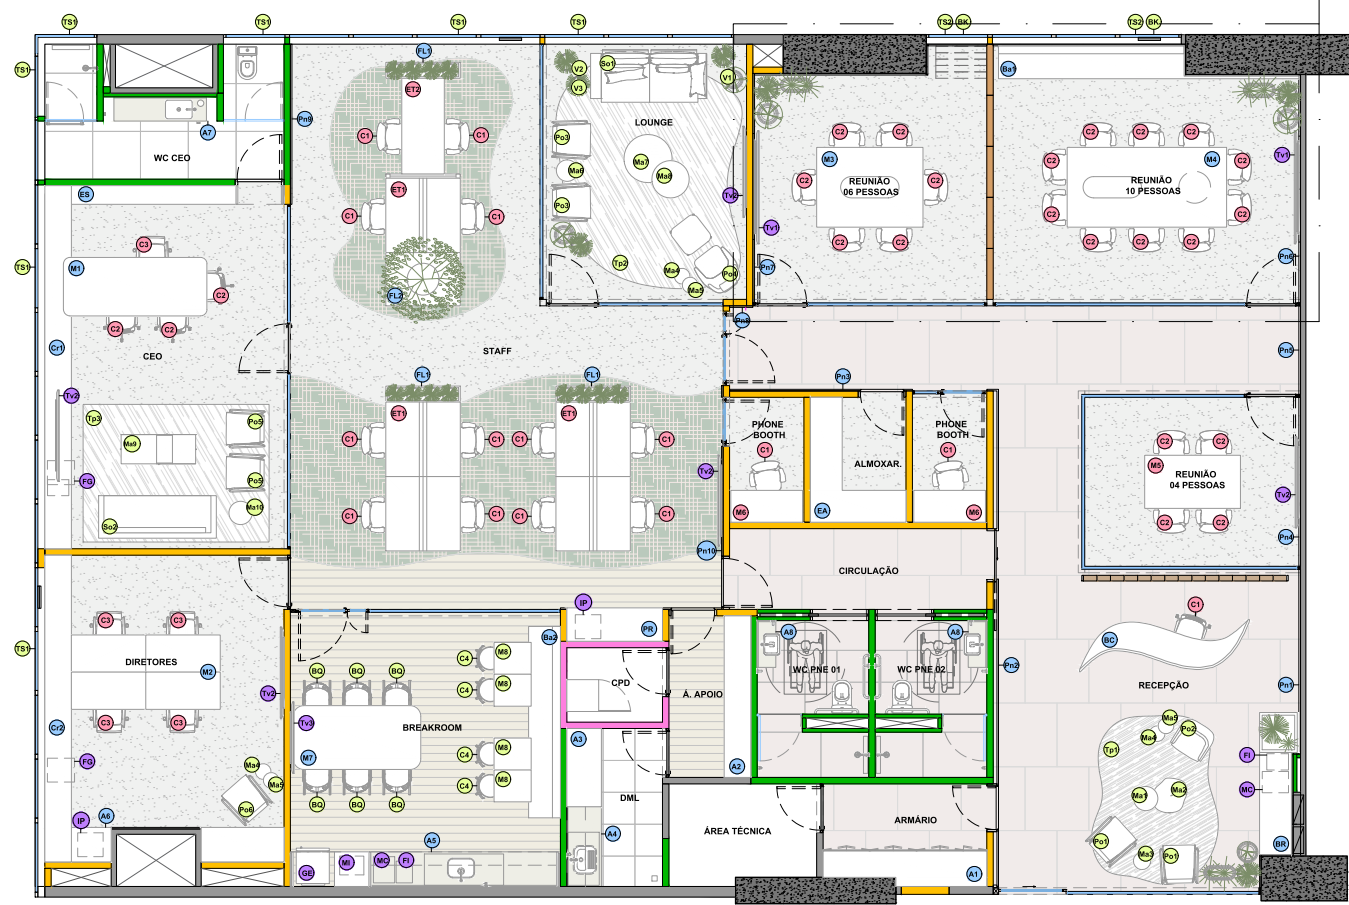 TS1
TS1
TS1
TS1
TS2
BK
TS2
BK
TS1
FL1
V2
So1
V1
V3
Ba1
ET2
A7
Pn9
C1
C1
LOUNGE
C2
C2
C2
C2
C2
WC CEO
Po3
Ma7
Ma6
Ma8
M3
M4
Tv1
C2
C2
REUNIÃO
06 PESSOAS
REUNIÃO
10 PESSOAS
C2
C2
ES
ET1
Po3
Tv2
C1
C1
C2
C2
Tv1
C3
C2
C2
C2
C2
C2
TS1
M1
Tp2
Ma4
Po4
Ma5
Pn7
Pn6
C2
FL2
C2
C2
Pn8
Cr1
CEO
STAFF
Pn5
FL1
FL1
Pn3
Tv2
Tp3
Po5
ET1
ET1
PHONE
BOOTH
PHONE
BOOTH
Ma9
C1
C1
C1
C1
C1
C1
C2
C2
ALMOXAR.
M5
REUNIÃO
04 PESSOAS
FG
Po5
Tv2
Tv2
Ma10
So2
C1
C1
C1
C1
M6
EA
M6
C2
C2
Pn10
Pn4
CIRCULAÇÃO
IP
C1
C3
C3
PR
Ba2
A8
A8
BC
TS1
DIRETORES
M2
C4
M8
BQ
BQ
BQ
C4
M8
CPD
Á. APOIO
WC PNE 01
WC PNE 02
Pn2
RECEPÇÃO
Pn1
Tv2
C3
C3
Tv3
BREAKROOM
Cr2
M7
C4
M8
A3
Ma5
Ma4
Po2
Tp1
FG
Ma4
Ma5
C4
M8
A2
FI
MC
BQ
BQ
BQ
DML
Ma1
Ma2
Po6
IP
A6
A4
ÁREA TÉCNICA
ARMÁRIO
A5
Po1
Ma3
Po1
BR
GE
MI
MC
FI
A1